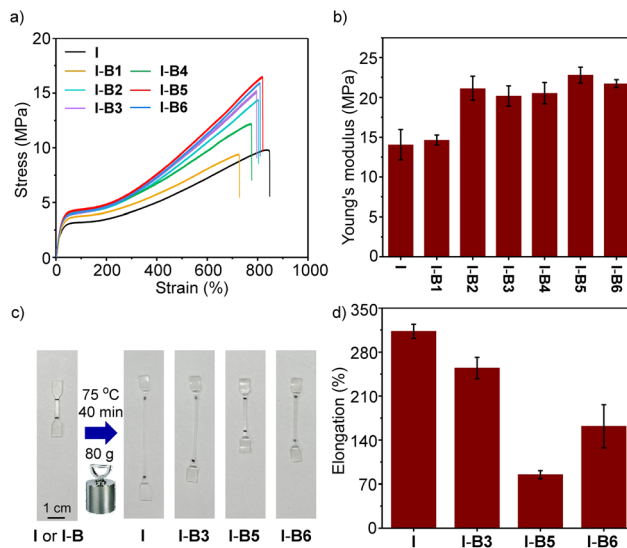 a)
20
15
10
5
0
Stress (MPa)
0 200 400 600 800 1000
Strain (%)
I
I-B1 I-B4
I-B2 I-B5
I-B3 I-B6
b)
25
20
15
10
5
0
Young's modulus (MPa)
I I-B1 I-B2 I-B3 I-B4 I-B5 I-B6
c)
75 °C
40 min
80 g
1 cm
I or I-B I I-B3 I-B5 I-B6
d)
350
280
210
140
70
0
Elongation (%)
I I-B3 I-B5 I-B6